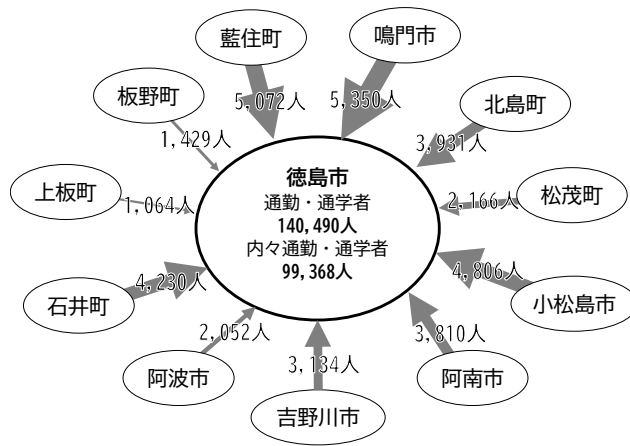 藍住町
鳴門市
5,072人
5,350人
板野町
北島町
1,429人
3,931人
徳島市
通勤・通学者
140,490人
内々通勤・通学者
99,368人
上板町
1,064人
松茂町
2,166人
石井町
4,230人
小松島市
4,806人
阿波市
2,052人
阿南市
3,810人
吉野川市
3,134人